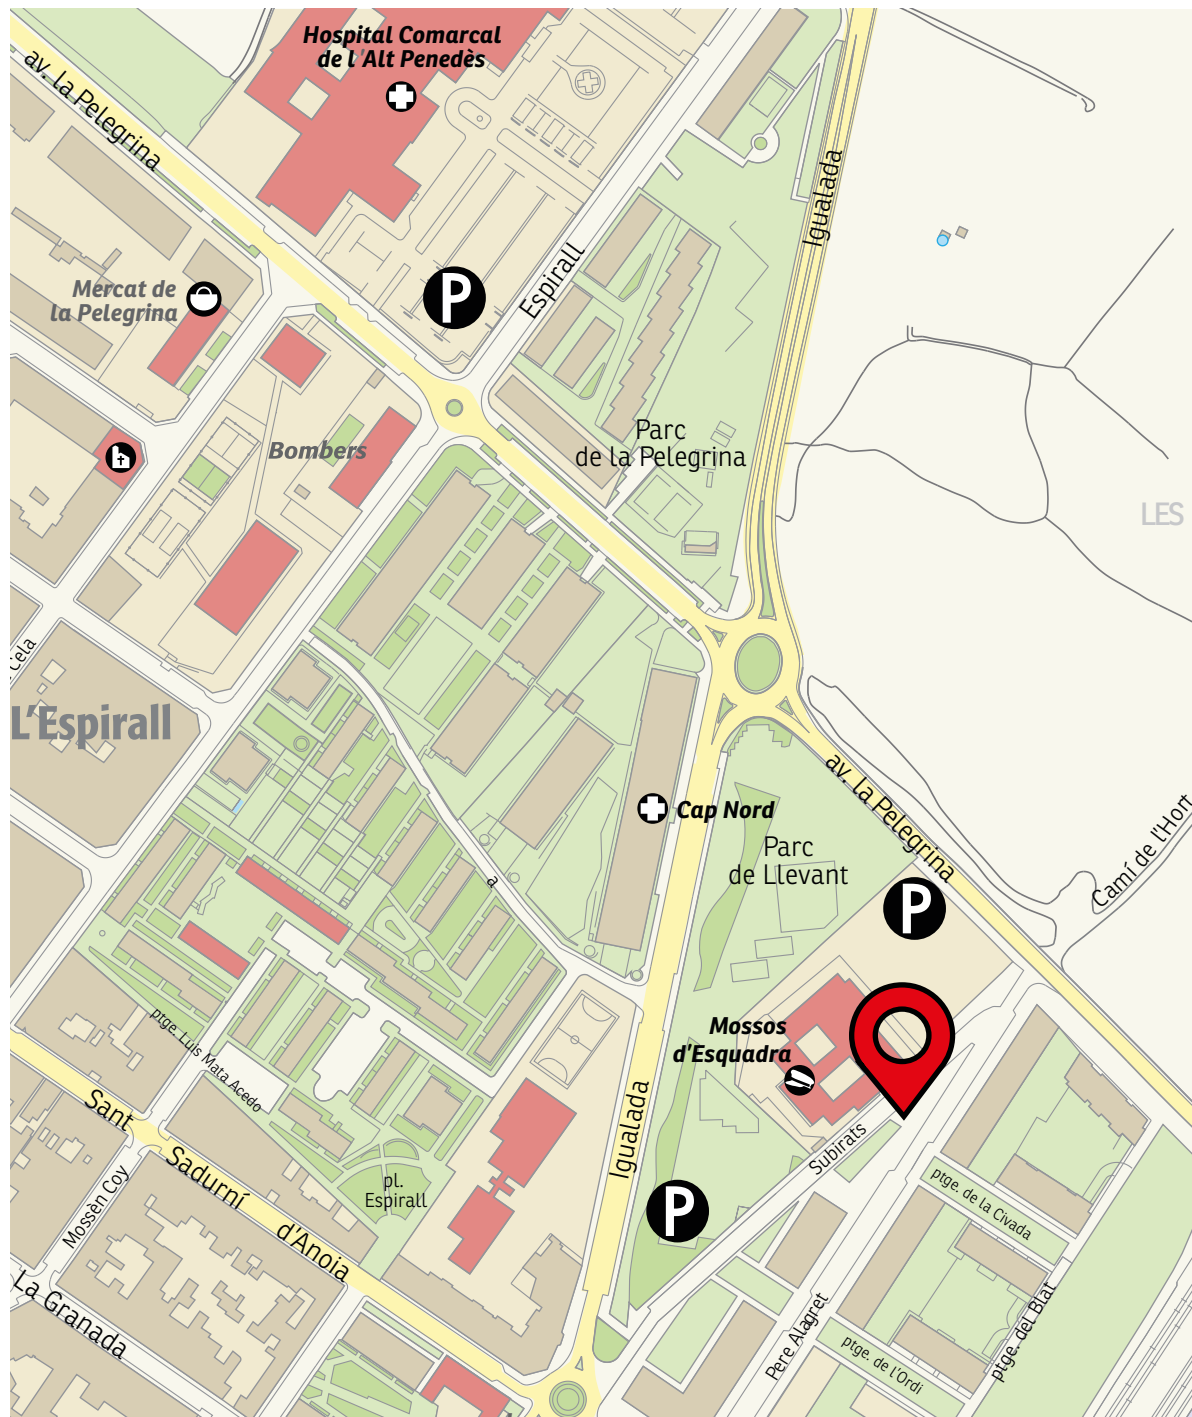 Hospital Comarcal
de l'Alt Penedès
av. la Pelegrina
Igualada
Espirall
P
Mercat de
la Pelegrina
Bombers
Parc
de la Pelegrina
LES
Cela
L'Espirall
av. la Pelegrina
Cap Nord
Camí de l'Hort
Parc
de Llevant
a
P
ptge. Luis Mata Acedo
Mossos
d'Esquadra
Sant
Sadurní
d'Anoia
Igualada
Subirats
pl.
Espirall
Mossèn Coy
P
ptge. de la Civada
La Granada
Pere Alagret
ptge. del Blat
ptge. de l'Ordi